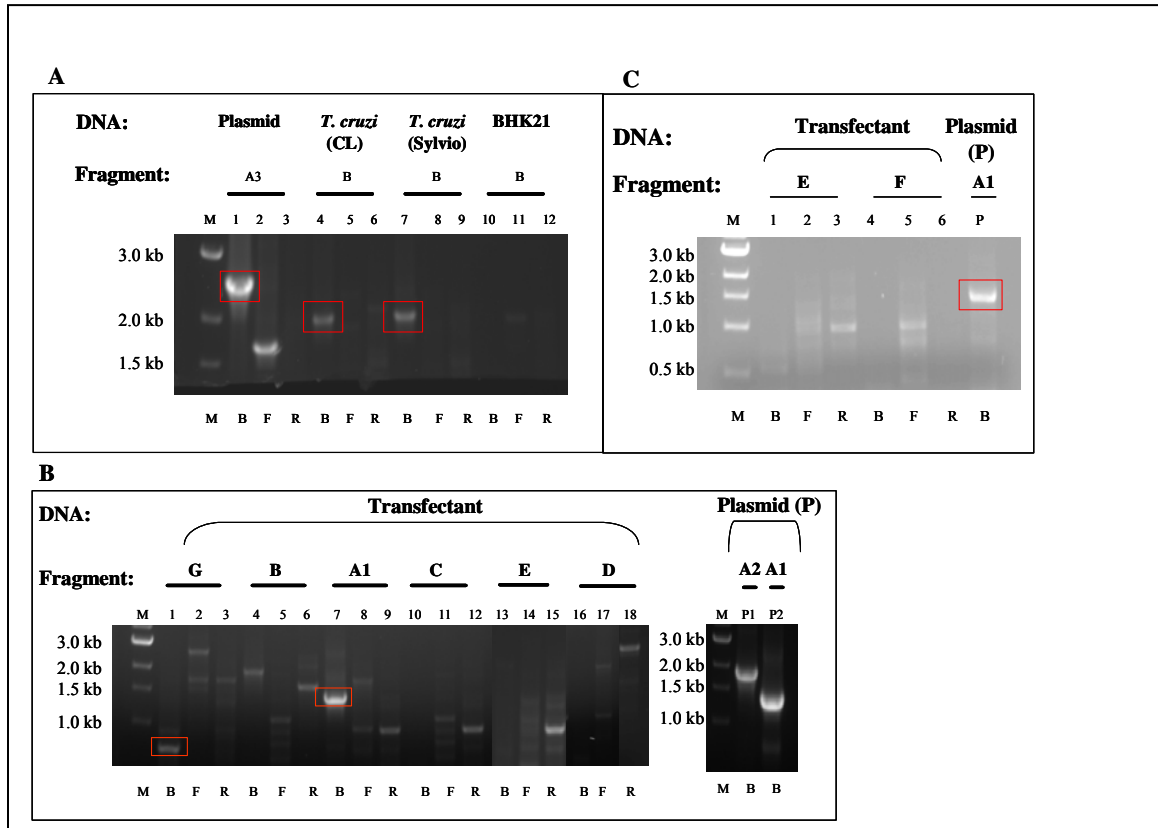 A
DNA: Plasmid T. cruzi T. cruzi BHK21
(CL) (Sylvio)
Fragment: A3 B B B
M 1 2 3 4 5 6 7 8 9 10 11 12
3.0 kb
2.0 kb
1.5 kb
M B F R B F R B F R B F R
C
DNA: Transfectant Plasmid
(P)
Fragment: E F A1
M 1 2 3 4 5 6 P
3.0 kb
2.0 kb
1.5 kb
1.0 kb
0.5 kb
M B F R B F R B
B
DNA: Transfectant Plasmid (P)
Fragment: G B A1 C E D A2 A1
M 1 2 3 4 5 6 7 8 9 10 11 12 13 14 15 16 17 18 M P1 P2
3.0 kb 3.0 kb
2.0 kb 2.0 kb
1.5 kb 1.5 kb
1.0 kb 1.0 kb
M B F R B F R B F R B F R B F R B F R M B B